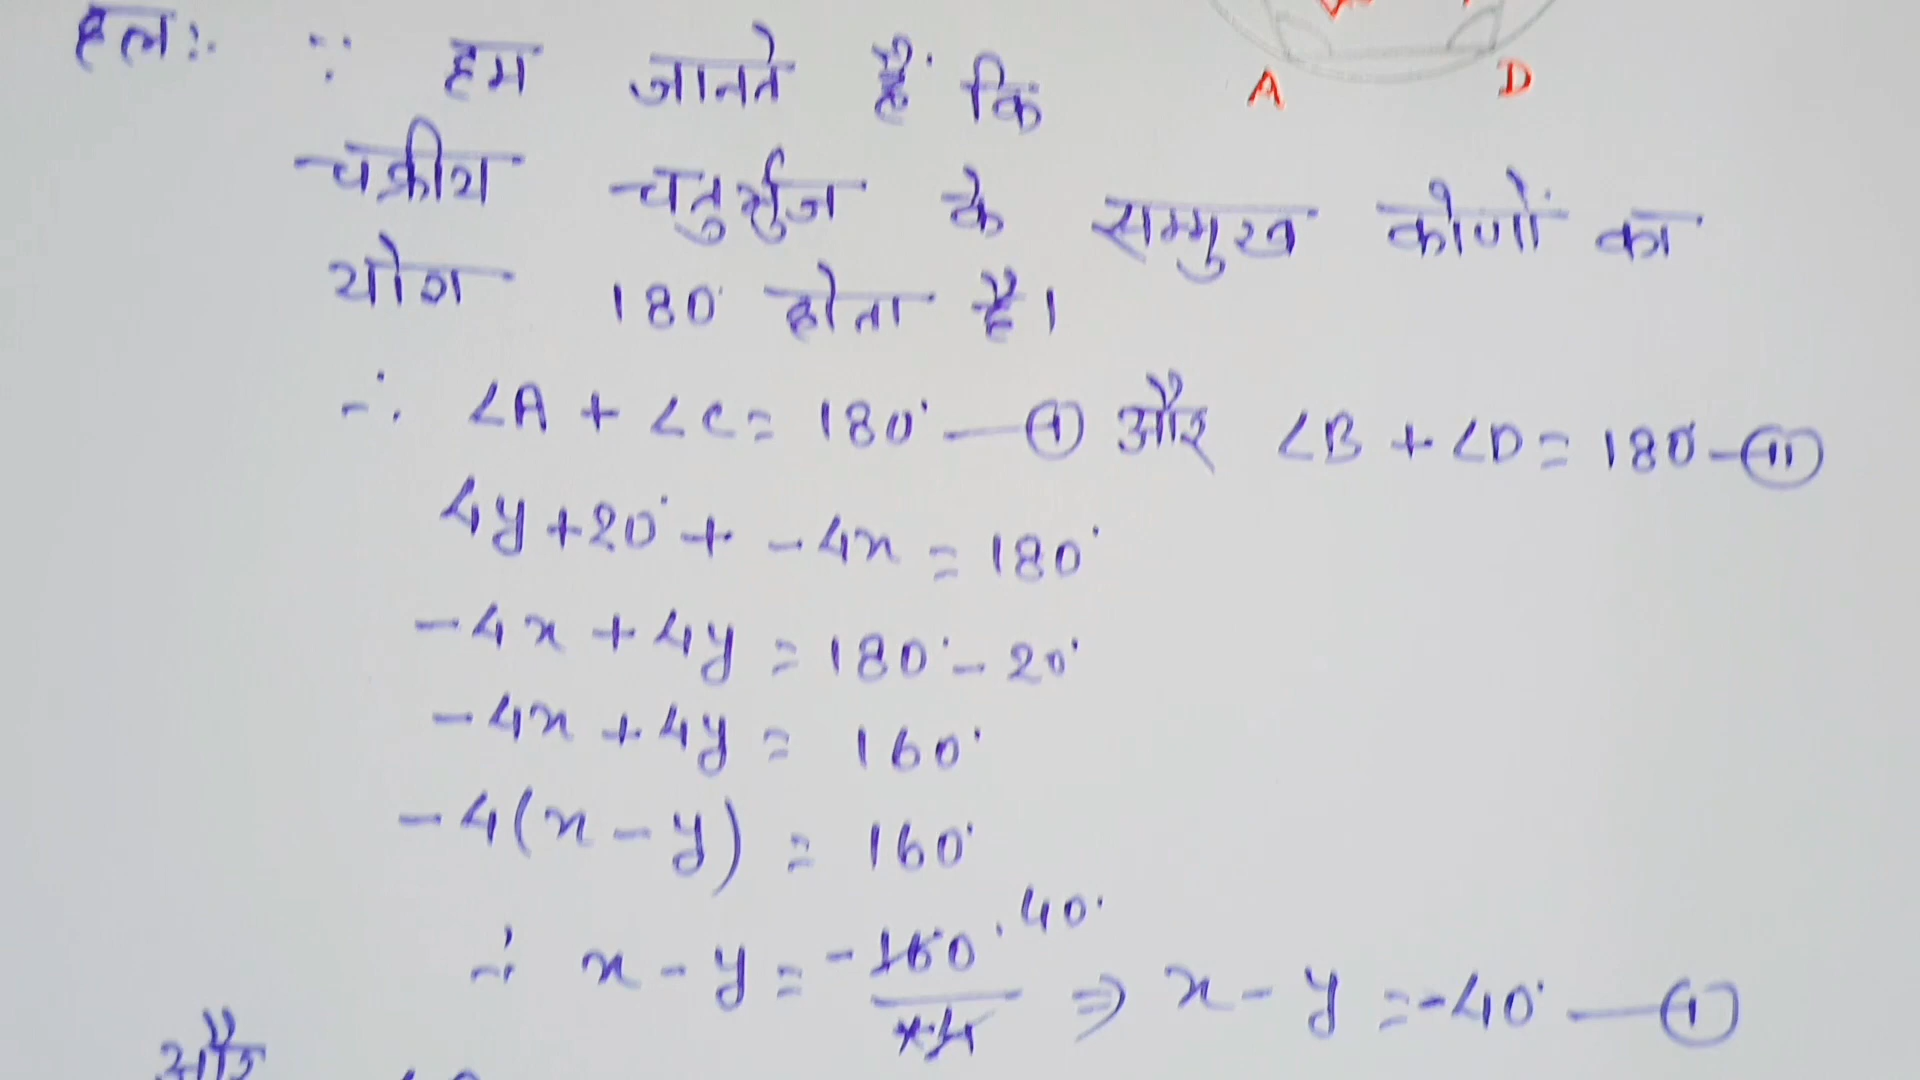 A D
हलः ∵ हम जानते हैं कि
चक्रीय चतुर्भुज के सम्मुख कोणों का
योग 180° होता है।
∴ ∠A + ∠C = 180° — (i) और ∠B + ∠D = 180 — (ii)
4y + 20° + -4x = 180°
-4x + 4y = 180° - 20°
-4x + 4y = 160°
-4(x - y) = 160°
∴ x - y = -160°/4 40° ⇒ x - y = -40° — (i)
और